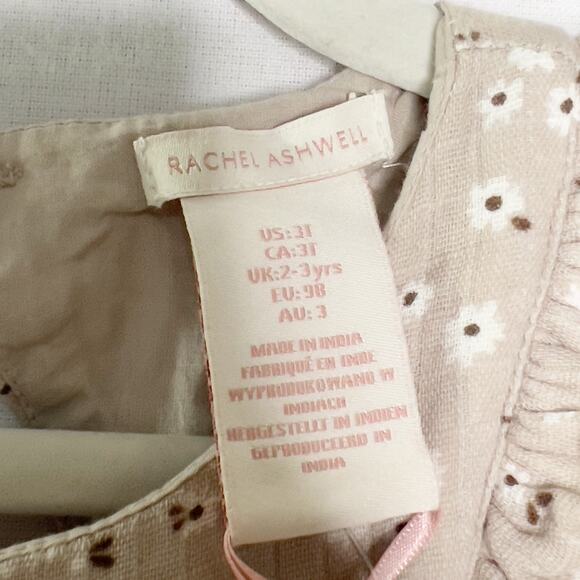 RACHEL ASHWELL
US:3T
CA:3T
UK:2-3yrs
EU:98
AU:3
MADE IN INDIA
FABRIQUÉ EN INDE
WYPRODUKOWANO W
INDIACH
HERGESTELLT IN INDIEN
GEPRODUCEERD IN
INDIA